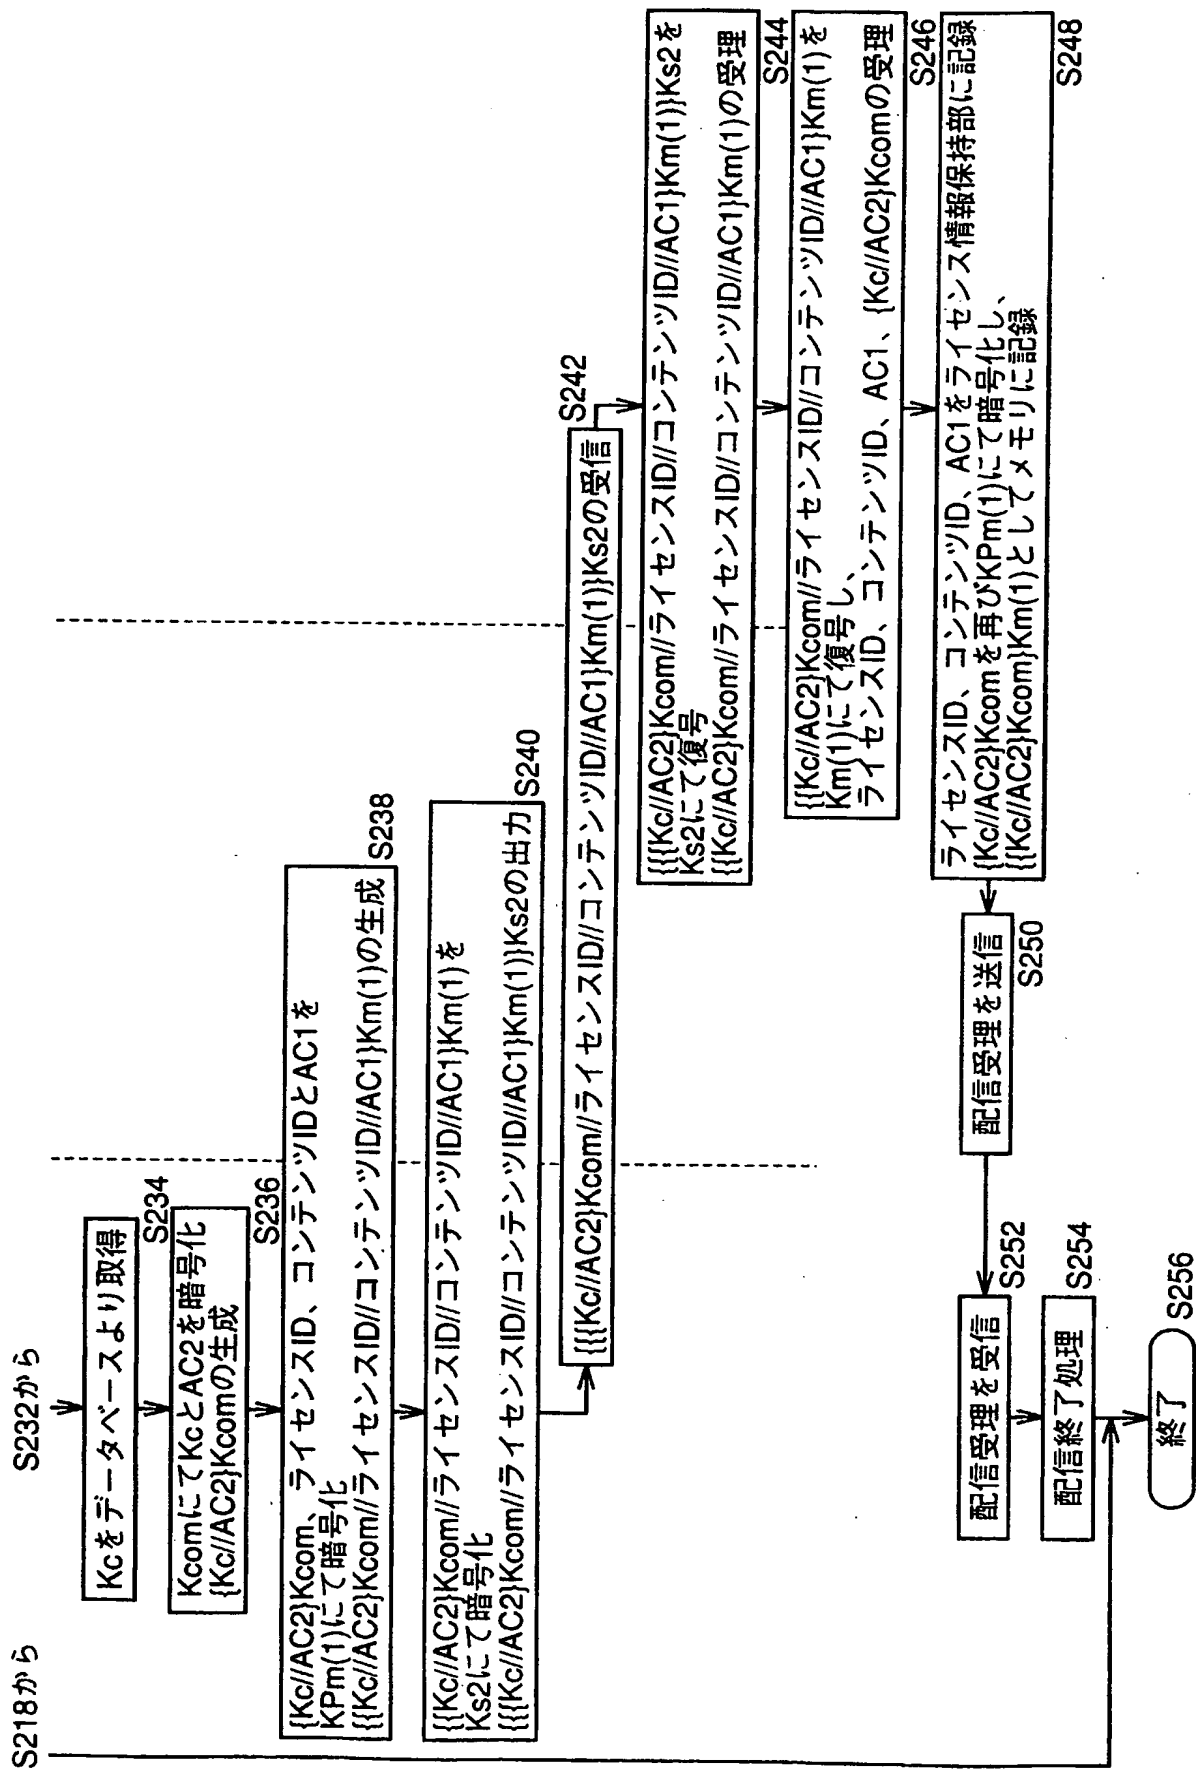 S218から
S232から
Kcをデータベースより取得
S234
KcomにてKcとAC2を暗号化
{Kc//AC2}Kcomの生成
S236
{Kc//AC2}Kcom、ライセンスID、コンテンツIDとAC1を
KPm(1)にて暗号化
{{Kc//AC2}Kcom//ライセンスID//コンテンツID//AC1}Km(1)の生成
S238
{{Kc//AC2}Kcom//ライセンスID//コンテンツID//AC1}Km(1)を
Ks2にて暗号化
{{{Kc//AC2}Kcom//ライセンスID//コンテンツID//AC1}Km(1)}Ks2の出力
S240
{{{Kc//AC2}Kcom//ライセンスID//コンテンツID//AC1}Km(1)}Ks2の受信
S242
{{{Kc//AC2}Kcom//ライセンスID//コンテンツID//AC1}Km(1)}Ks2を
Ks2にて復号
{{Kc//AC2}Kcom//ライセンスID//コンテンツID//AC1}Km(1)の受理
S244
{{Kc//AC2}Kcom//ライセンスID//コンテンツID//AC1}Km(1)を
Km(1)にて復号し、
ライセンスID、コンテンツID、AC1、{Kc//AC2}Kcomの受理
S246
ライセンスID、コンテンツID、AC1をライセンス情報保持部に記録
{Kc//AC2}Kcomを再びKPm(1)にて暗号化し、
{{Kc//AC2}Kcom}Km(1)としてメモリに記録
S248
配信受理を送信
S250
配信受理を受信
S252
配信終了処理
S254
終了
S256